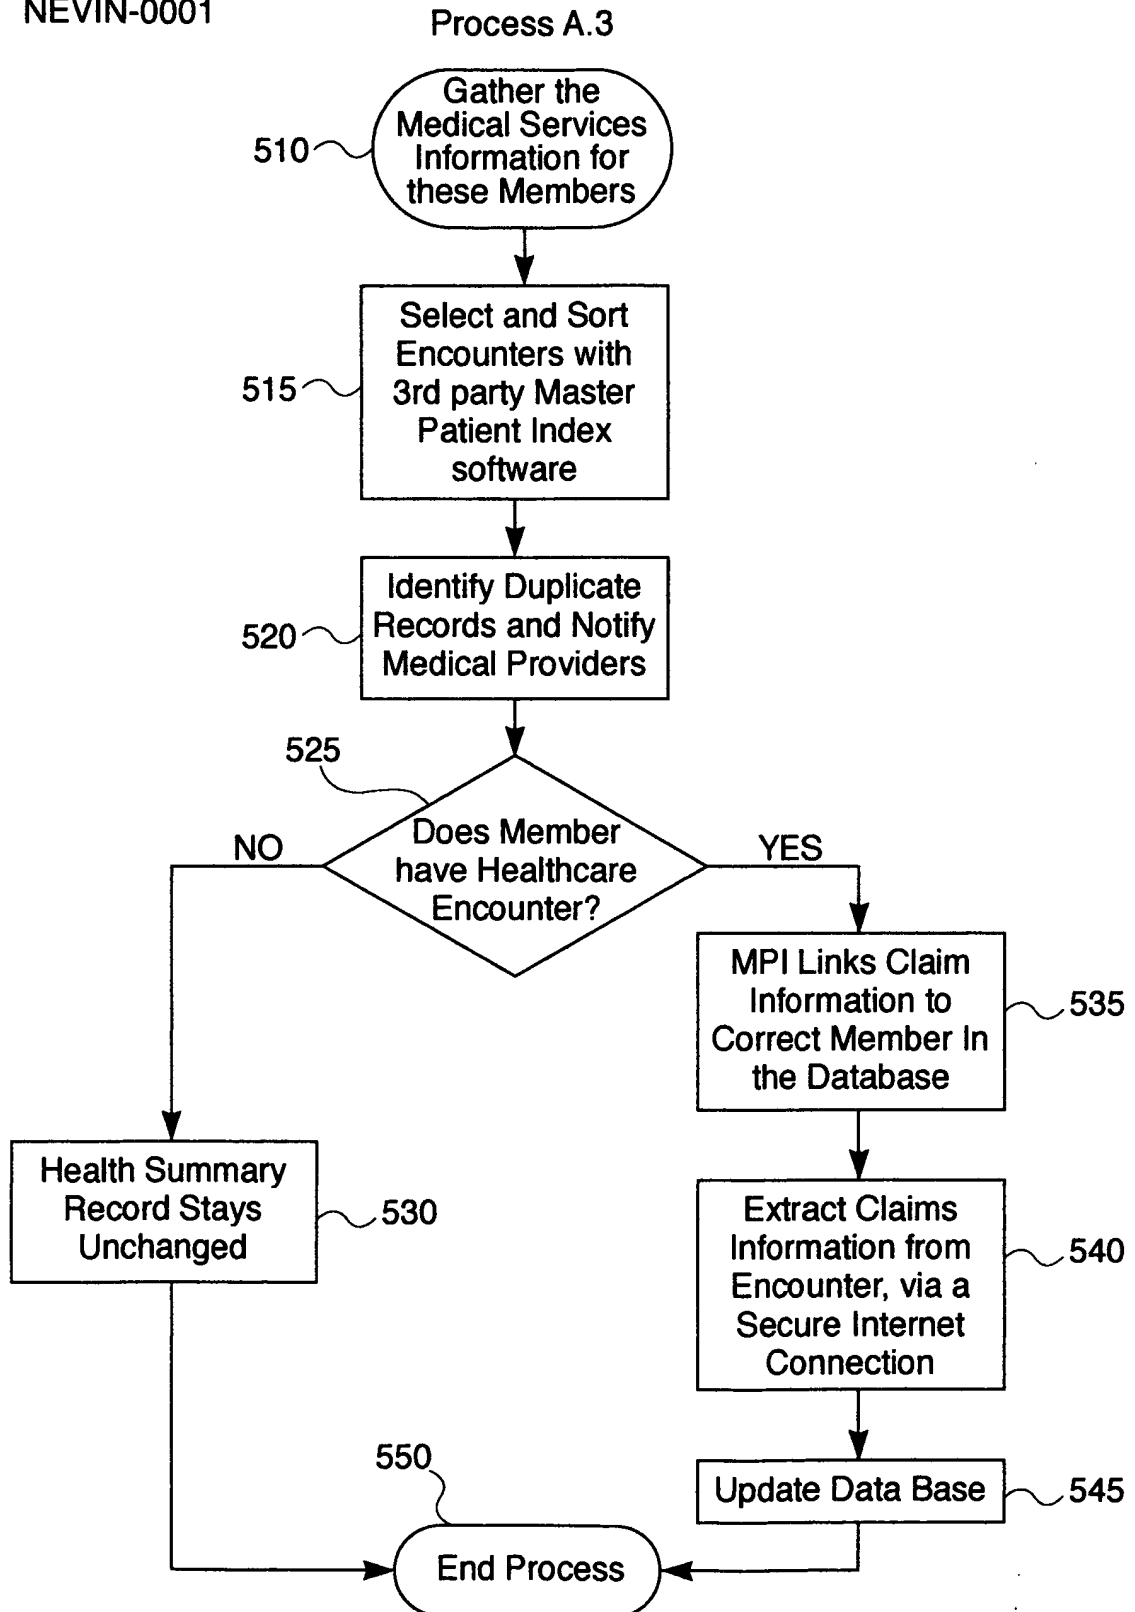 NEVIN-0001
Process A.3
Gather the
Medical Services
Information for
these Members
510
Select and Sort
Encounters with
3rd party Master
Patient Index
software
515
Identify Duplicate
Records and Notify
Medical Providers
520
525
Does Member
have Healthcare
Encounter?
NO
YES
MPI Links Claim
Information to
Correct Member In
the Database
535
Health Summary
Record Stays
Unchanged
530
Extract Claims
Information from
Encounter, via a
Secure Internet
Connection
540
Update Data Base
545
550
End Process